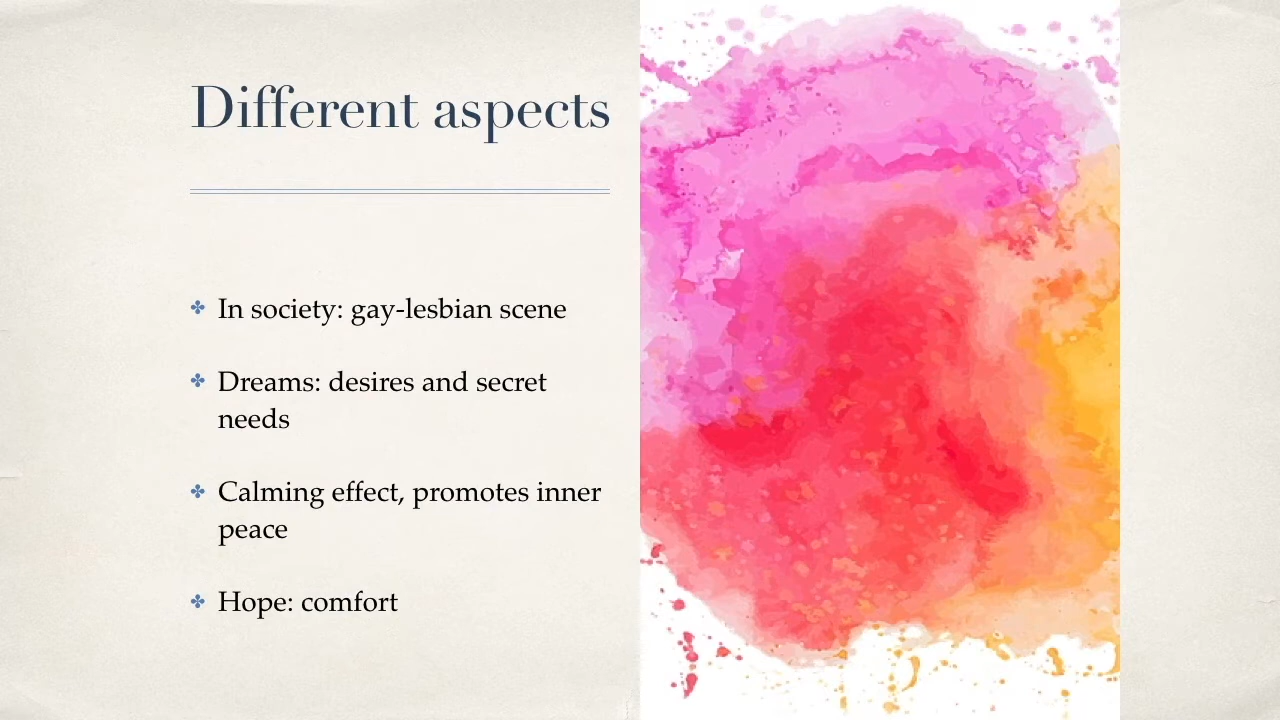 Different aspects
✤ In society: gay-lesbian scene
✤ Dreams: desires and secret
needs
✤ Calming effect, promotes inner
peace
✤ Hope: comfort